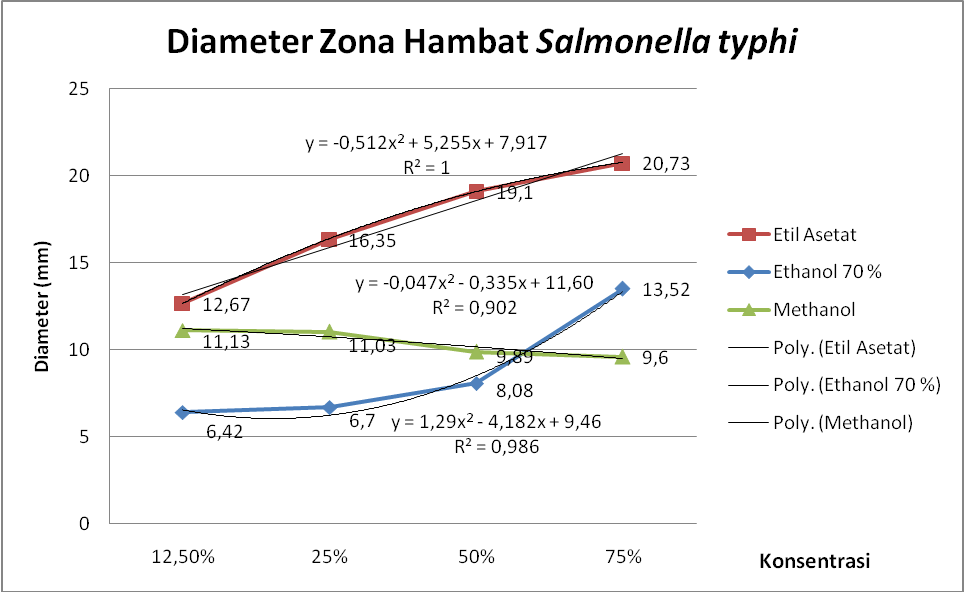 Diameter Zona Hambat Salmonella typhi
25
20
15
10
5
0
Diameter (mm)
y = -0,512x² + 5,255x + 7,917
R² = 1
20,73
19,1
16,35
12,67
y = -0,047x² - 0,335x + 11,60
R² = 0,902
13,52
11,13
11,03
9,89
9,6
8,08
6,42
6,7
y = 1,29x² - 4,182x + 9,46
R² = 0,986
12,50%
25%
50%
75%
Konsentrasi
Etil Asetat
Ethanol 70 %
Methanol
Poly. (Etil Asetat)
Poly. (Ethanol 70 %)
Poly. (Methanol)